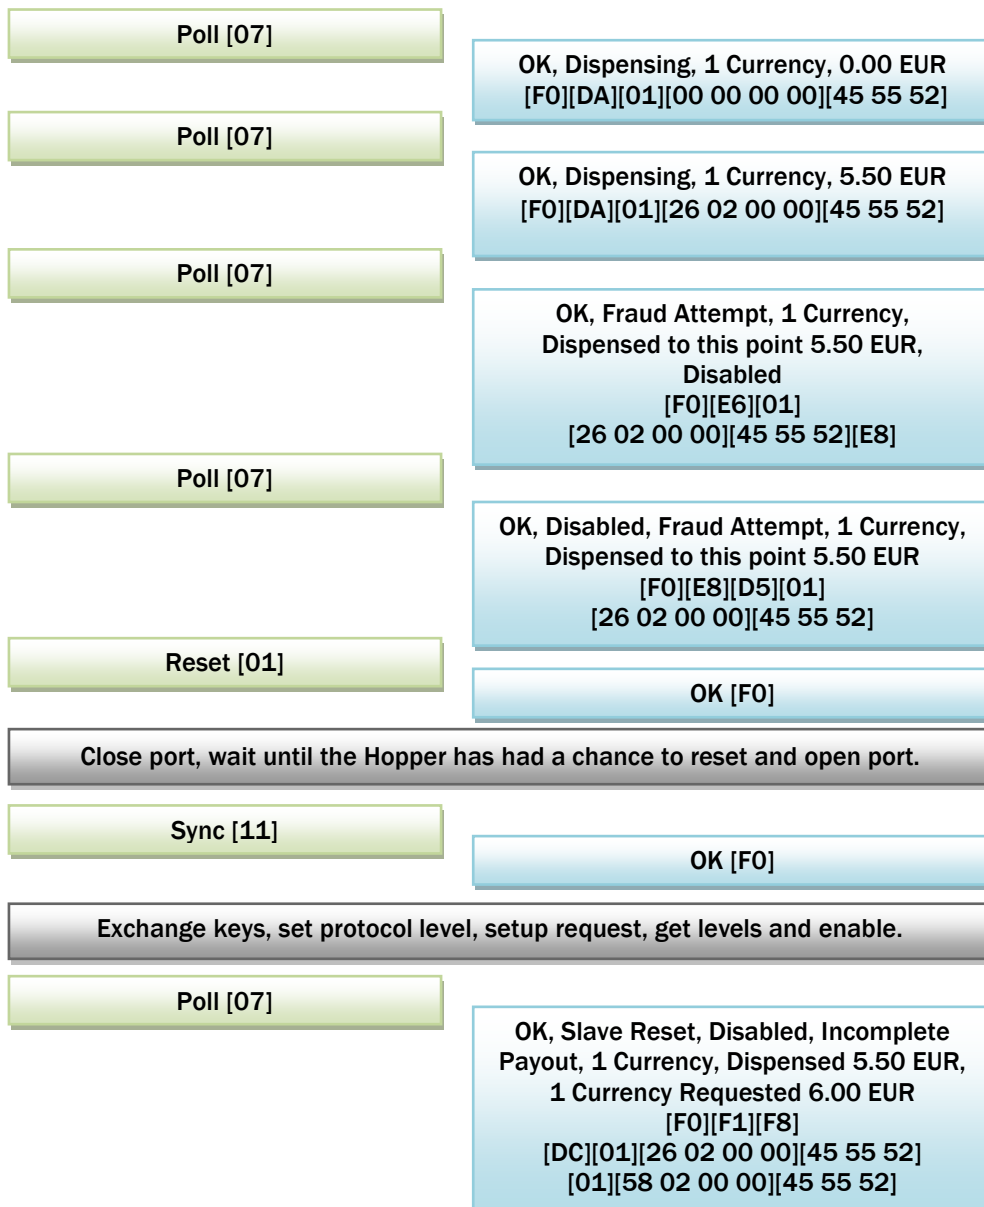 Poll [07]
OK, Dispensing, 1 Currency, 0.00 EUR
[F0][DA][01][00 00 00 00][45 55 52]
Poll [07]
OK, Dispensing, 1 Currency, 5.50 EUR
[F0][DA][01][26 02 00 00][45 55 52]
Poll [07]
OK, Fraud Attempt, 1 Currency,
Dispensed to this point 5.50 EUR,
Disabled
[F0][E6][01]
[26 02 00 00][45 55 52][E8]
Poll [07]
OK, Disabled, Fraud Attempt, 1 Currency,
Dispensed to this point 5.50 EUR
[F0][E8][D5][01]
[26 02 00 00][45 55 52]
Reset [01]
OK [F0]
Close port, wait until the Hopper has had a chance to reset and open port.
Sync [11]
OK [F0]
Exchange keys, set protocol level, setup request, get levels and enable.
Poll [07]
OK, Slave Reset, Disabled, Incomplete
Payout, 1 Currency, Dispensed 5.50 EUR,
1 Currency Requested 6.00 EUR
[F0][F1][F8]
[DC][01][26 02 00 00][45 55 52]
[01][58 02 00 00][45 55 52]